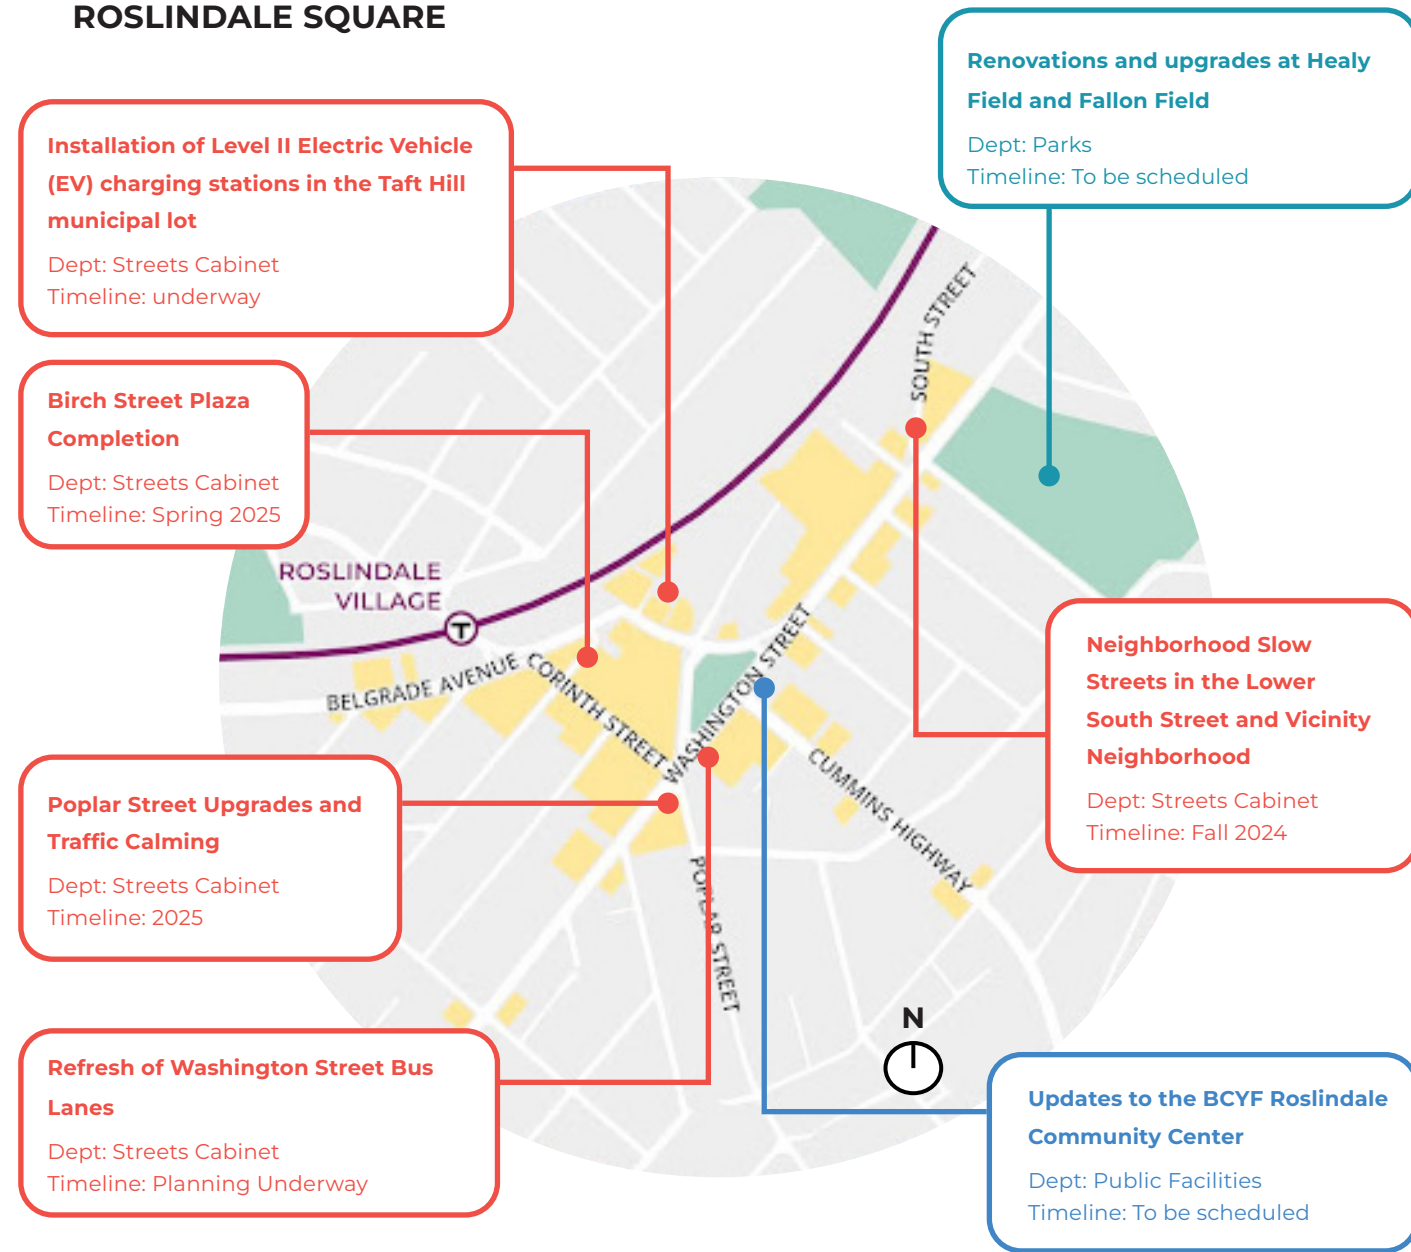 ROSLINDALE SQUARE
Renovations and upgrades at Healy
Field and Fallon Field
Dept: Parks
Timeline: To be scheduled
Installation of Level II Electric Vehicle
(EV) charging stations in the Taft Hill
municipal lot
Dept: Streets Cabinet
Timeline: underway
Birch Street Plaza
Completion
Dept: Streets Cabinet
Timeline: Spring 2025
SOUTH STREET
ROSLINDALE
VILLAGE
T
BELGRADE AVENUE
CORINTH STREET
WASHINGTON STREET
CUMMINS HIGHWAY
POPLAR STREET
Neighborhood Slow
Streets in the Lower
South Street and Vicinity
Neighborhood
Dept: Streets Cabinet
Timeline: Fall 2024
Poplar Street Upgrades and
Traffic Calming
Dept: Streets Cabinet
Timeline: 2025
N
Refresh of Washington Street Bus
Lanes
Dept: Streets Cabinet
Timeline: Planning Underway
Updates to the BCYF Roslindale
Community Center
Dept: Public Facilities
Timeline: To be scheduled